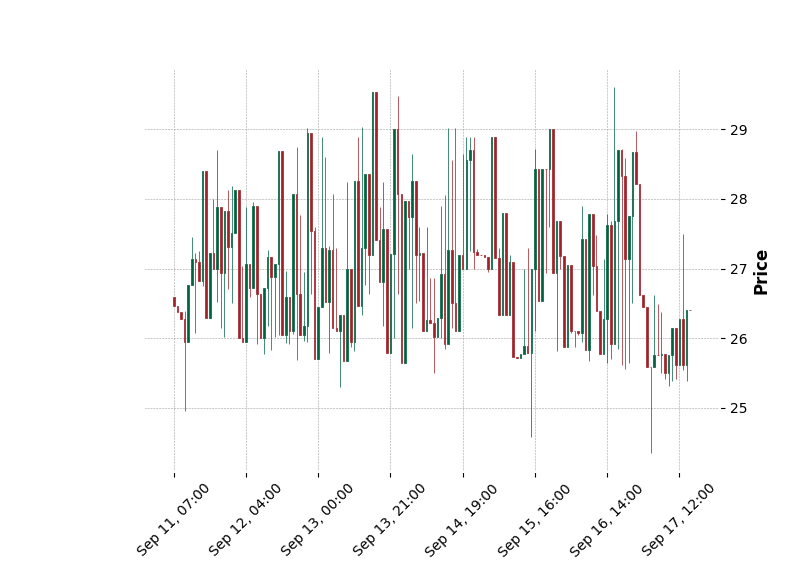 29
28
27
26
25
Price
Sep 11, 07:00
Sep 12, 04:00
Sep 13, 00:00
Sep 13, 21:00
Sep 14, 19:00
Sep 15, 16:00
Sep 16, 14:00
Sep 17, 12:00